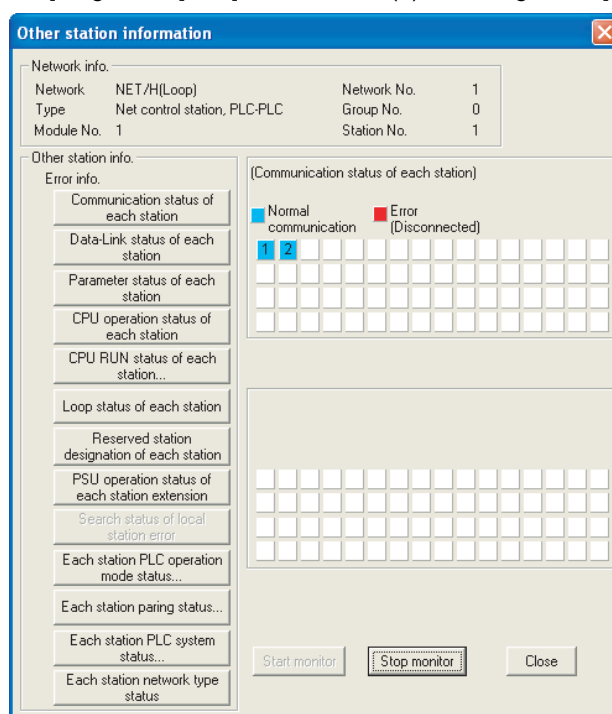 Other station information
Network info.
Network NET/H(Loop) Network No. 1
Type Net control station, PLC-PLC Group No. 0
Module No. 1 Station No. 1
Other station info.
Error info.
Communication status of
each station
Data-Link status of each
station
Parameter status of each
station
CPU operation status of
each station
CPU RUN status of each
station...
Loop status of each station
Reserved station
designation of each station
PSU operation status of
each station extension
Search status of local
station error
Each station PLC operation
mode status...
Each station paring status...
Each station PLC system
status...
Each station network type
status
(Communication status of each station)
Normal
communication
Error
(Disconnected)
1 2
Start monitor Stop monitor Close